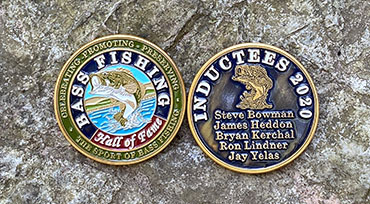 CELEBRATING · PROMOTING · PRESERVING
BASS FISHING
Hall of Fame
THE SPORT OF BASS FISHING
INDUCTEES 2020
Steve Bowman
James Heddon
Bryan Kerchal
Ron Lindner
Jay Yelas